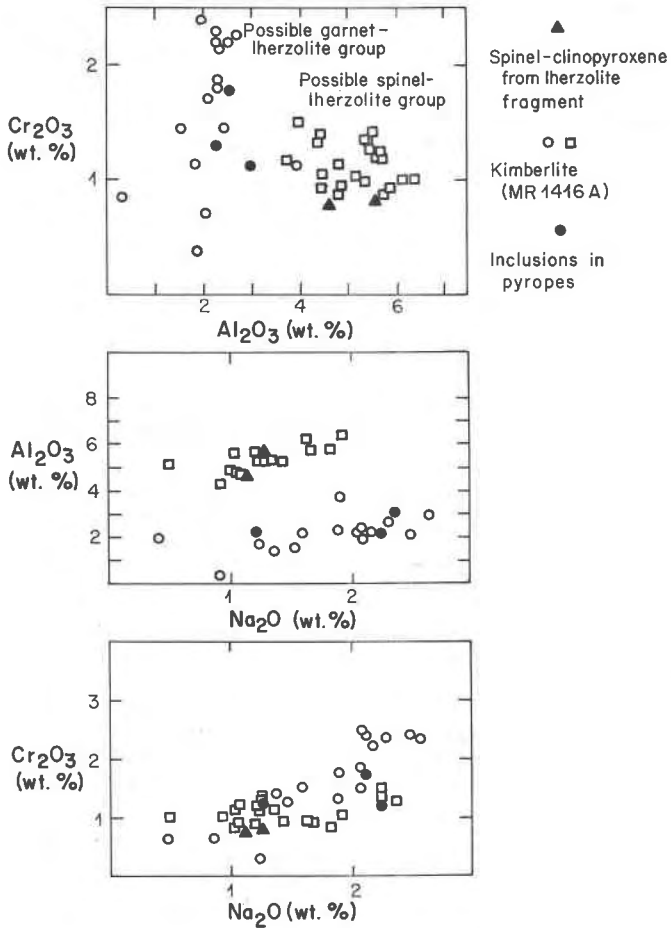 Possible garnet-
lherzolite group
Possible spinel-
lherzolite group
2
1
Cr2O3
(wt. %)
2 4 6
Al2O3 (wt. %)
Spinel-clinopyroxene
from lherzolite
fragment
Kimberlite
(MR 1416 A)
Inclusions in
pyropes
8
6
4
2
Al2O3
(wt. %)
1 2
Na2O (wt. %)
3
2
1
Cr2O3
(wt. %)
1 2
Na2O (wt. %)